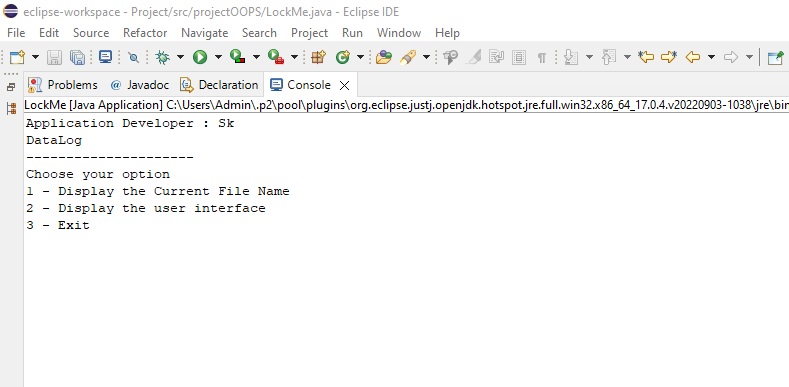 eclipse-workspace - Project/src/projectOOPS/LockMe.java - Eclipse IDE
File Edit Source Refactor Navigate Search Project Run Window Help
Problems @ Javadoc Declaration Console
LockMe [Java Application] C:\Users\Admin\.p2\pool\plugins\org.eclipse.justj.openjdk.hotspot.jre.full.win32.x86_64_17.0.4.v20220903-1038\jre\bin
Application Developer : Sk
DataLog
---------------------
Choose your option
1 - Display the Current File Name
2 - Display the user interface
3 - Exit